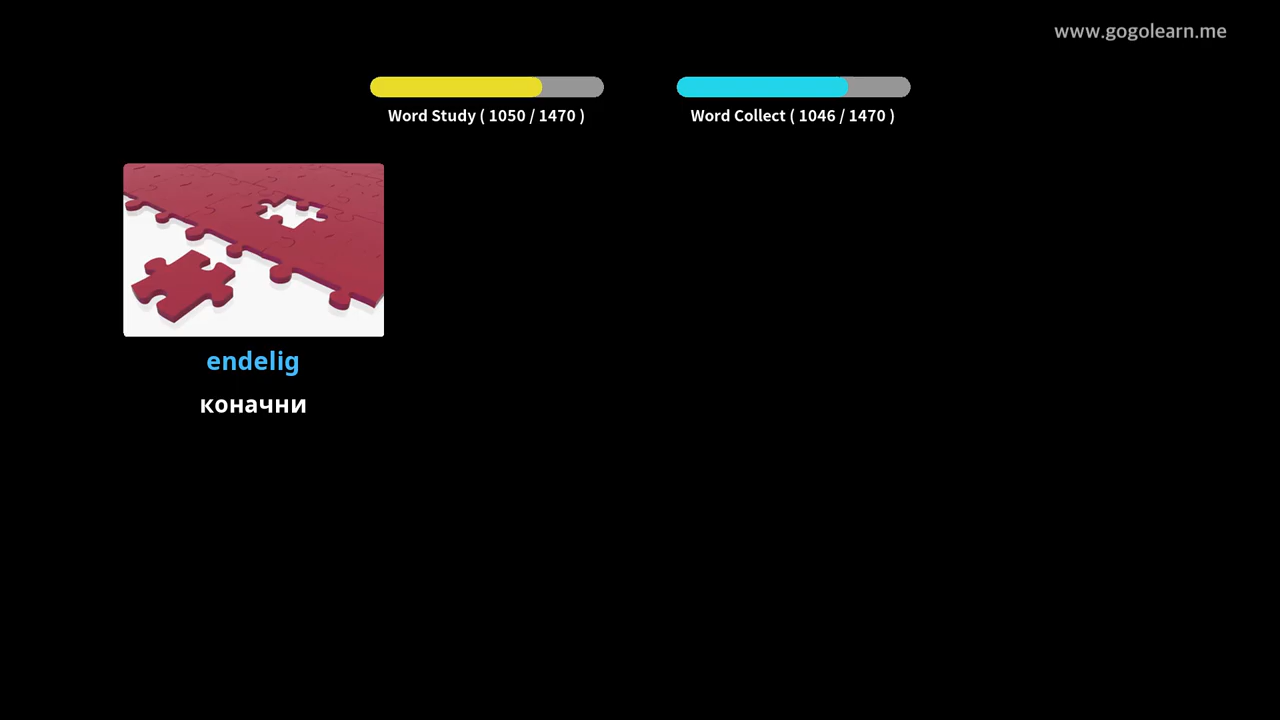 www.gogolearn.me
Word Study ( 1050 / 1470 )
Word Collect ( 1046 / 1470 )
endelig
коначни